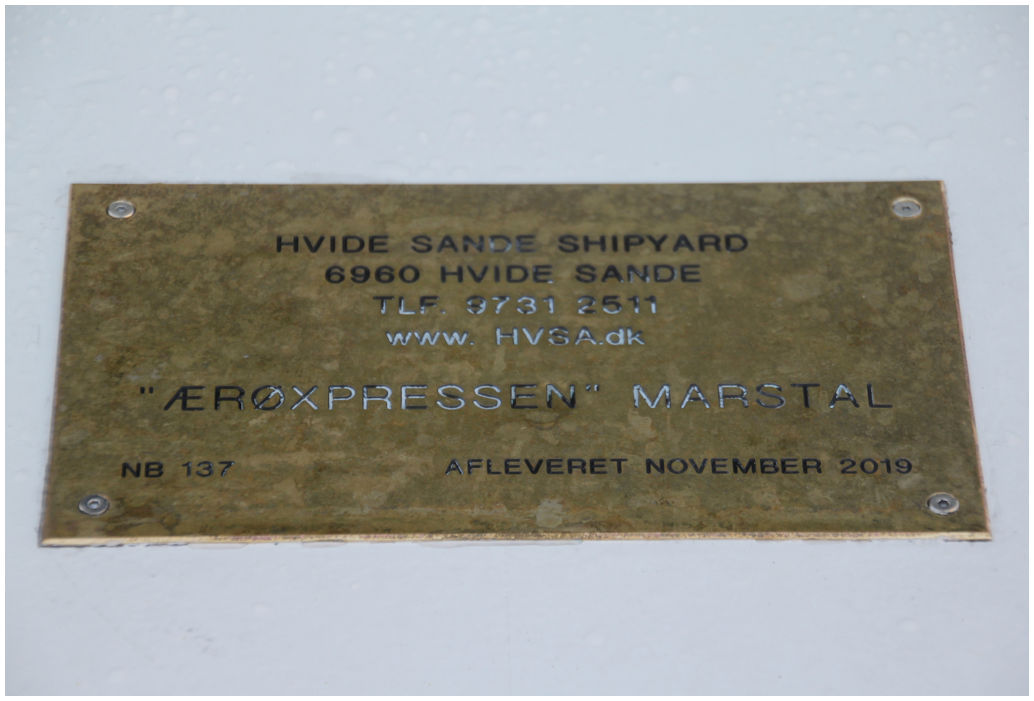 HVIDE SANDE SHIPYARD
6960 HVIDE SANDE
TLF. 9731 2511
www. HVSA.dk
"ÆRØXPRESSEN" MARSTAL
NB 137 AFLEVERET NOVEMBER 2019